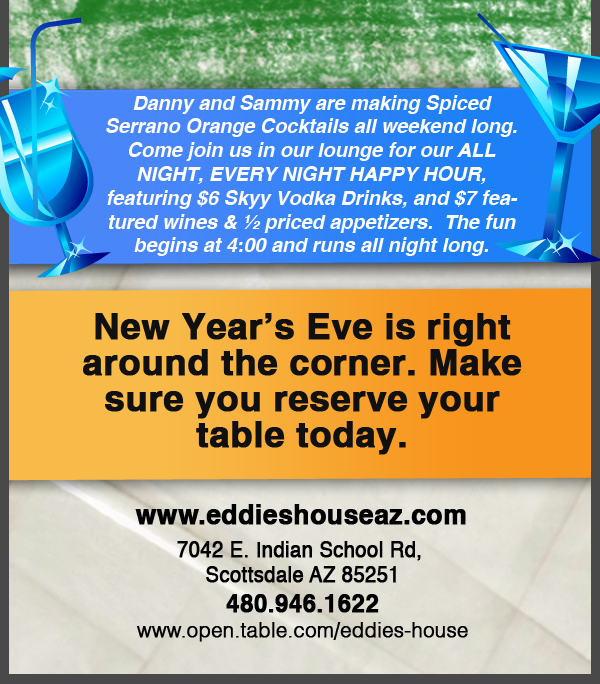 Danny and Sammy are making Spiced
Serrano Orange Cocktails all weekend long.
Come join us in our lounge for our ALL
NIGHT, EVERY NIGHT HAPPY HOUR,
featuring $6 Skyy Vodka Drinks, and $7 fea-
tured wines & ½ priced appetizers.  The fun
begins at 4:00 and runs all night long.
New Year’s Eve is right
around the corner. Make
sure you reserve your
table today.
www.eddieshouseaz.com
7042 E. Indian School Rd,
Scottsdale AZ 85251
480.946.1622
www.open.table.com/eddies-house